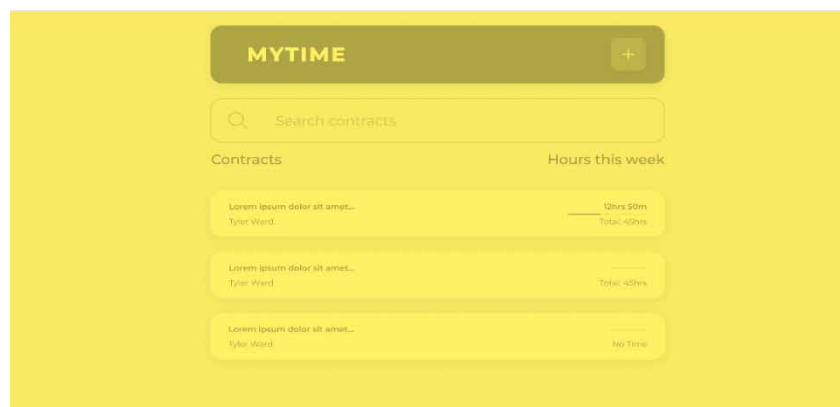 MYTIME
+
Search contracts
Contracts
Hours this week
Lorem ipsum dolor sit amet...
12hrs 50m
Tyler Ward
Total: 45hrs
Lorem ipsum dolor sit amet...
Tyler Ward
Total: 45hrs
Lorem ipsum dolor sit amet...
Tyler Ward
No Time